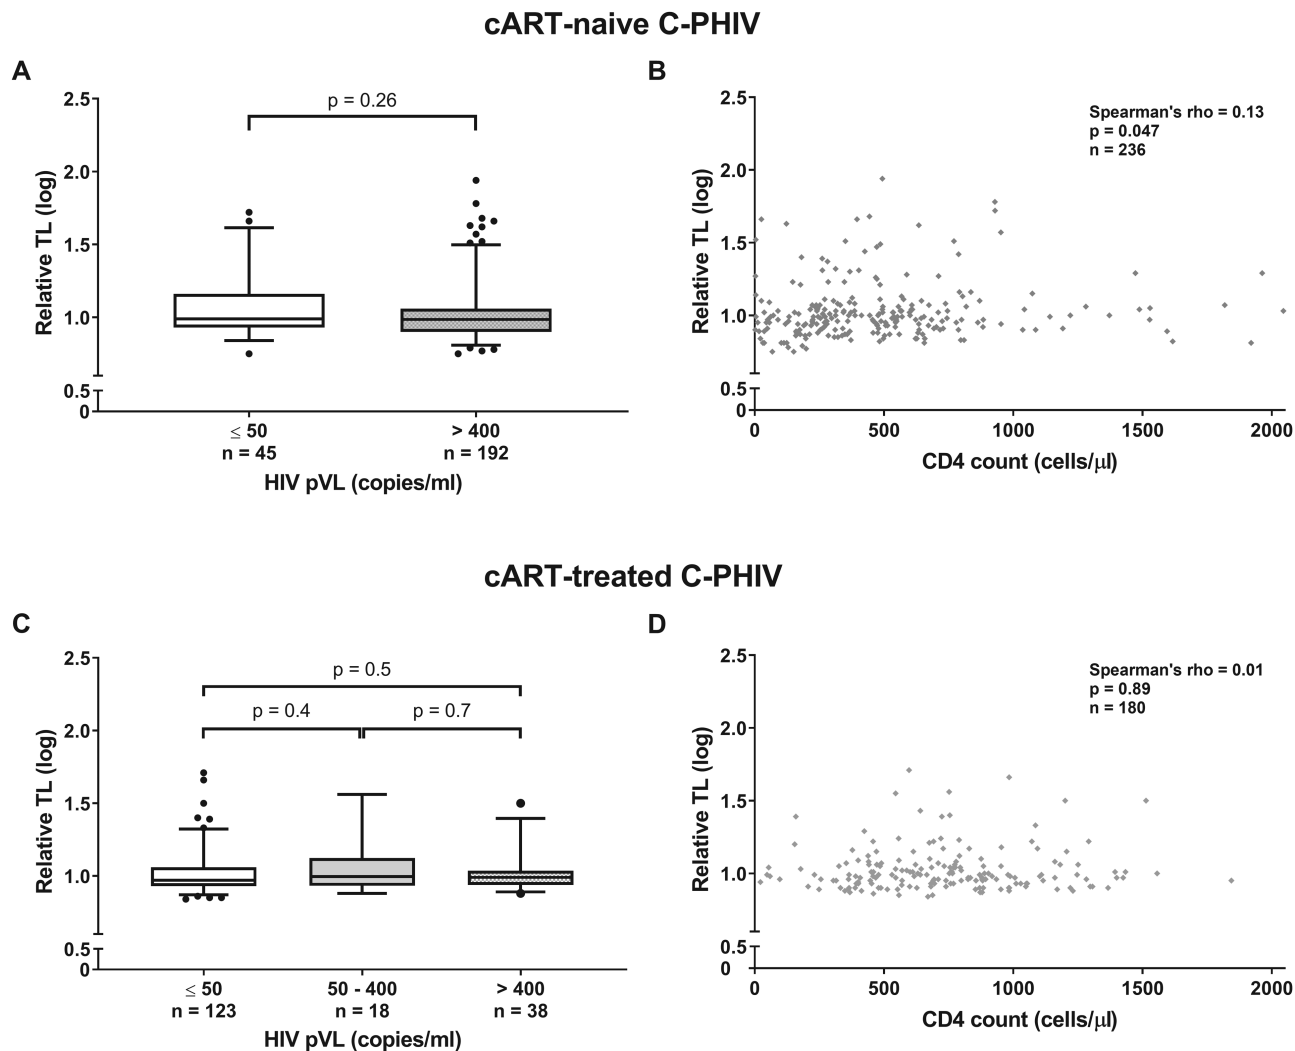 cART-naive C-PHIV
A
B
p = 0.26
Relative TL (log)
2.5
2.0
1.5
1.0
0.5
0
≤ 50
> 400
n = 45
n = 192
HIV pVL (copies/ml)
Spearman's rho = 0.13
p = 0.047
n = 236
Relative TL (log)
2.5
2.0
1.5
1.0
0.5
0
0
500
1000
1500
2000
CD4 count (cells/μl)
cART-treated C-PHIV
C
D
p = 0.5
p = 0.4
p = 0.7
Relative TL (log)
2.5
2.0
1.5
1.0
0.5
0
≤ 50
50 - 400
> 400
n = 123
n = 18
n = 38
HIV pVL (copies/ml)
Spearman's rho = 0.01
p = 0.89
n = 180
Relative TL (log)
2.5
2.0
1.5
1.0
0.5
0
0
500
1000
1500
2000
CD4 count (cells/μl)